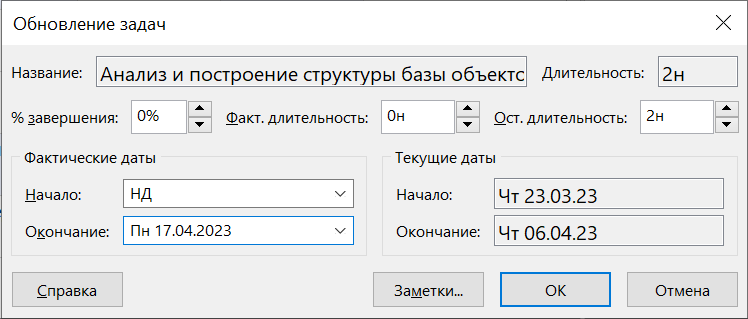 Обновление задач
Название: Анализ и построение структуры базы объекто Длительность: 2н
% завершения: 0% Факт. длительность: 0н Ост. длительность: 2н
Фактические даты
Начало: НД
Окончание: Пн 17.04.2023
Текущие даты
Начало: Чт 23.03.23
Окончание: Чт 06.04.23
Справка Заметки... ОК Отмена